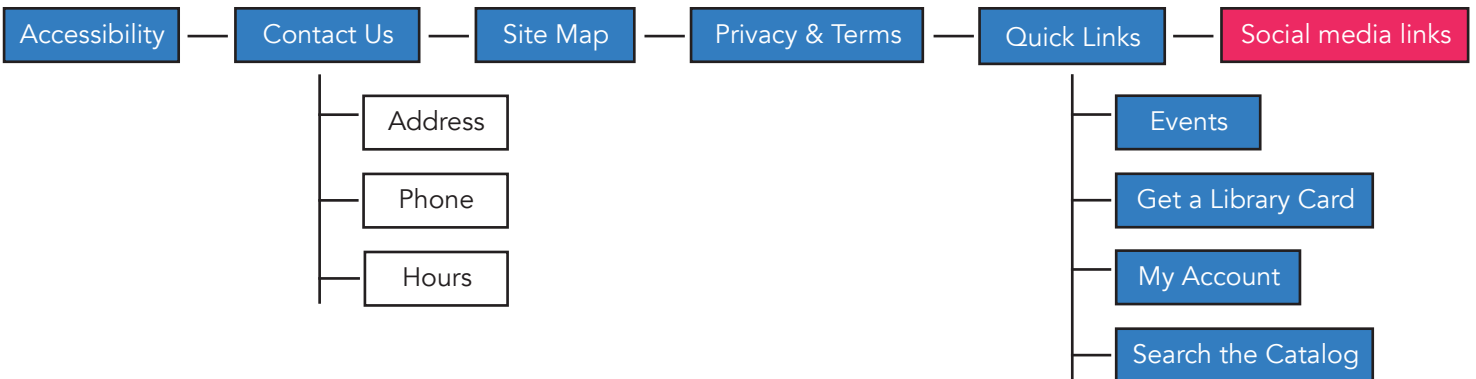 Accessibility
Contact Us
Site Map
Privacy & Terms
Quick Links
Social media links
Address
Phone
Hours
Events
Get a Library Card
My Account
Search the Catalog